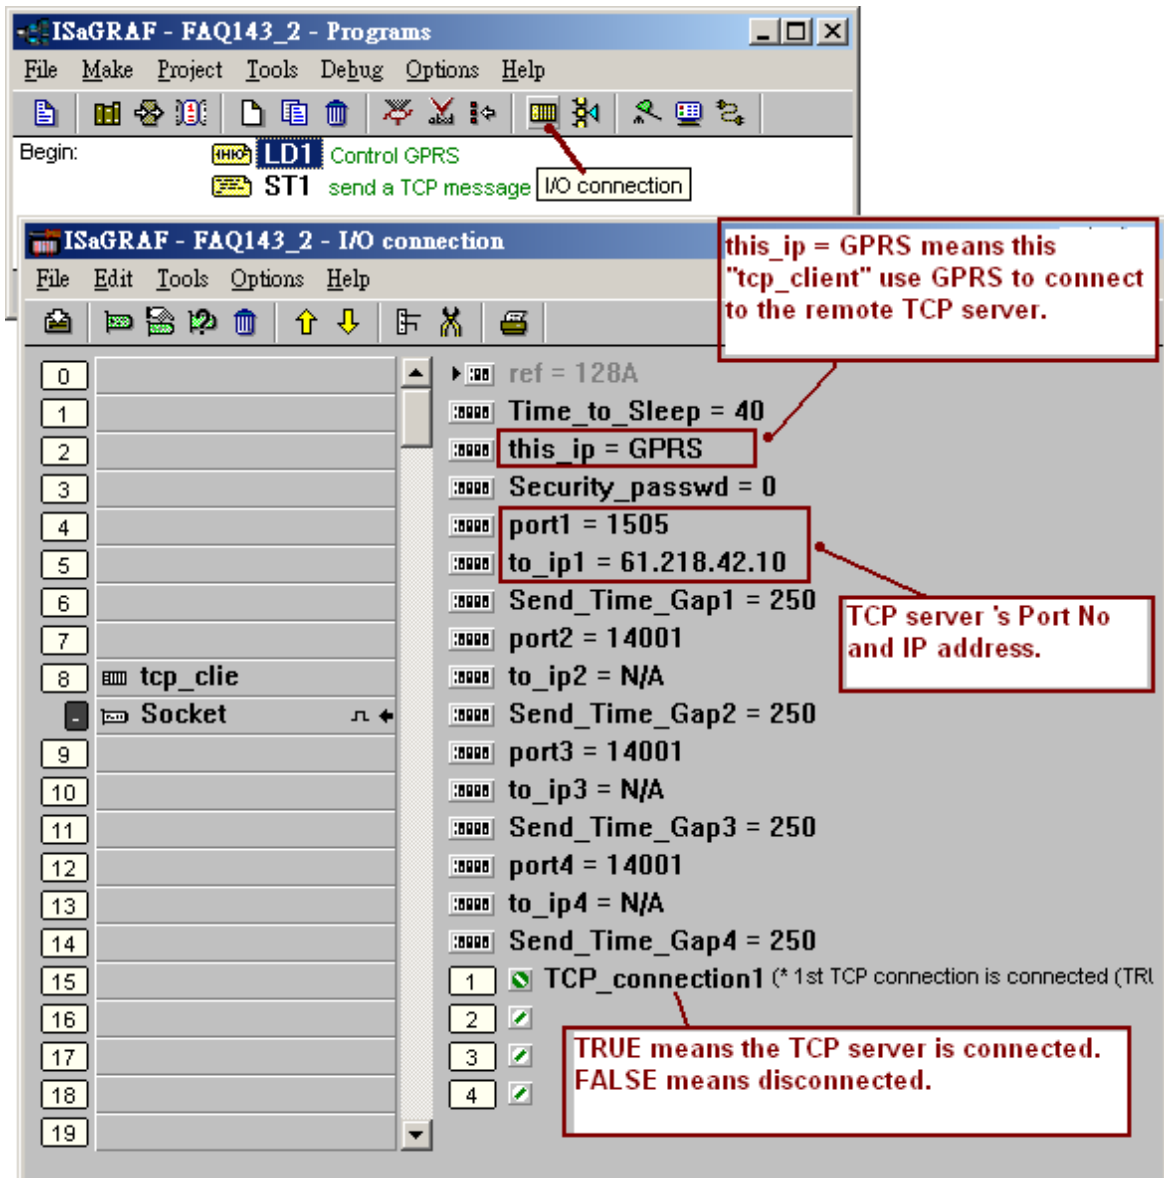 ISaGRAF - FAQ143_2 - Programs
File Make Project Tools Debug Options Help
Begin:
LD1 Control GPRS
ST1 send a TCP message
I/O connection
ISaGRAF - FAQ143_2 - I/O connection
File Edit Tools Options Help
this_ip = GPRS means this
"tcp_client" use GPRS to connect
to the remote TCP server.
0
1
2
3
4
5
6
7
8 tcp_clie
- Socket
9
10
11
12
13
14
15
16
17
18
19
ref = 128A
Time_to_Sleep = 40
this_ip = GPRS
Security_passwd = 0
port1 = 1505
to_ip1 = 61.218.42.10
Send_Time_Gap1 = 250
port2 = 14001
to_ip2 = N/A
Send_Time_Gap2 = 250
port3 = 14001
to_ip3 = N/A
Send_Time_Gap3 = 250
port4 = 14001
to_ip4 = N/A
Send_Time_Gap4 = 250
1 TCP_connection1 (* 1st TCP connection is connected (TRU
2
3
4
TCP server 's Port No
and IP address.
TRUE means the TCP server is connected.
FALSE means disconnected.